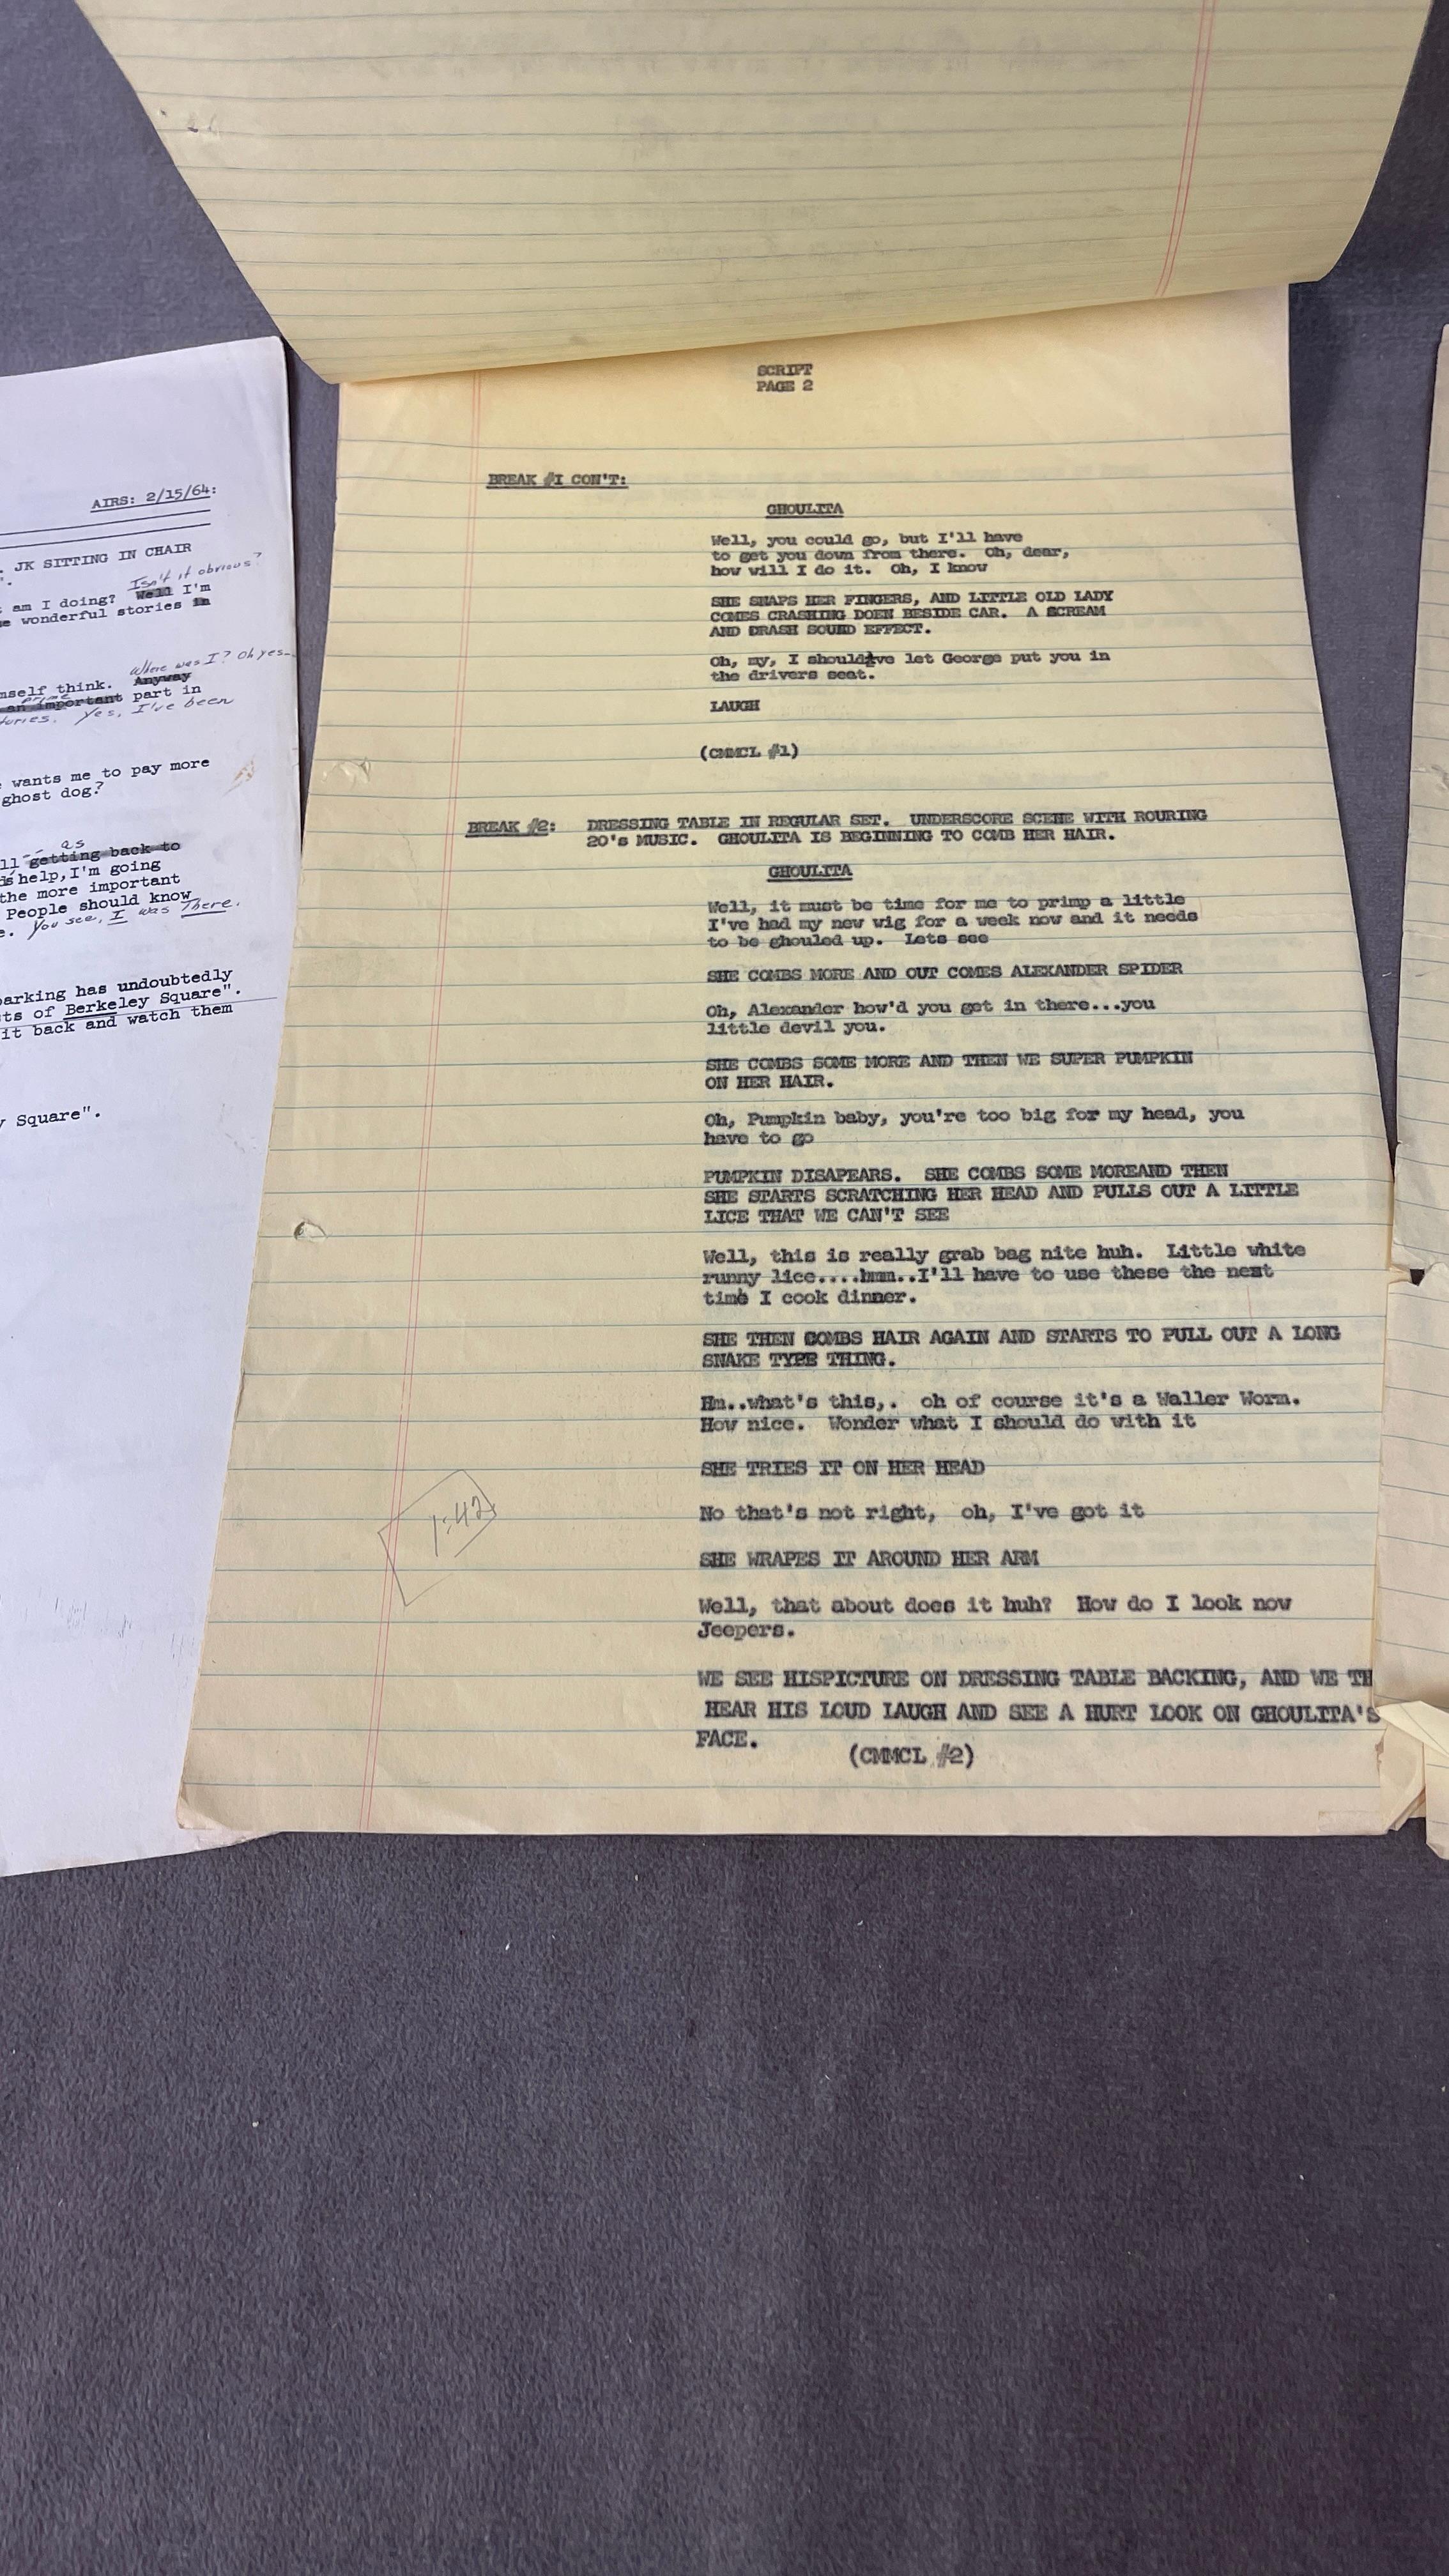 AIRS: 2/15/64:
JK SITTING IN CHAIR
Isn't it obvious?
am I doing? Well I'm
wonderful stories in
Where was I? Oh yes--
mself think. Anyway
prime
an important part in
Yes, I've been
wants me to pay more
ghost dog?
as
getting back to
help, I'm going
the more important
People should know
You see, I was There.
parking has undoubtedly
of Berkeley Square".
it back and watch them
Square".
SCRIPT
PAGE 2
BREAK #I CON'T:
GHOULITA
Well, you could go, but I'll have
to get you down from there. Oh, dear,
how will I do it. Oh, I know
SHE SNAPS HER FINGERS, AND LITTLE OLD LADY
COMES CRASHING DOEN BESIDE CAR. A SCREAM
AND DRASH SOUND EFFECT.
Oh, my, I should've let George put you in
the drivers seat.
LAUGH
(CMMCL #1)
BREAK #2: DRESSING TABLE IN REGULAR SET. UNDERSCORE SCENE WITH ROURING
20's MUSIC. GHOULITA IS BEGINNING TO COMB HER HAIR.
GHOULITA
Well, it must be time for me to primp a little
I've had my new wig for a week now and it needs
to be ghouled up. Lets see
SHE COMBS MORE AND OUT COMES ALEXANDER SPIDER
Oh, Alexander how'd you get in there...you
little devil you.
SHE COMBS SOME MORE AND THEN WE SUPER PUMPKIN
ON HER HAIR.
Oh, Pumpkin baby, you're too big for my head, you
have to go
PUMPKIN DISAPEARS. SHE COMBS SOME MOREAND THEN
SHE STARTS SCRATCHING HER HEAD AND PULLS OUT A LITTLE
LICE THAT WE CAN'T SEE
Well, this is really grab bag nite huh. Little white
runny lice....hmm..I'll have to use these the next
time I cook dinner.
SHE THEN COMBS HAIR AGAIN AND STARTS TO PULL OUT A LONG
SNAKE TYPE THING.
Hm..what's this,. oh of course it's a Waller Worm.
How nice. Wonder what I should do with it
SHE TRIES IT ON HER HEAD
No that's not right, oh, I've got it
SHE WRAPES IT AROUND HER ARM
1:42
Well, that about does it huh? How do I look now
Jeepers.
WE SEE HISPICTURE ON DRESSING TABLE BACKING, AND WE TH
HEAR HIS LOUD LAUGH AND SEE A HURT LOOK ON GHOULITA'S
FACE.
(CMMCL #2)